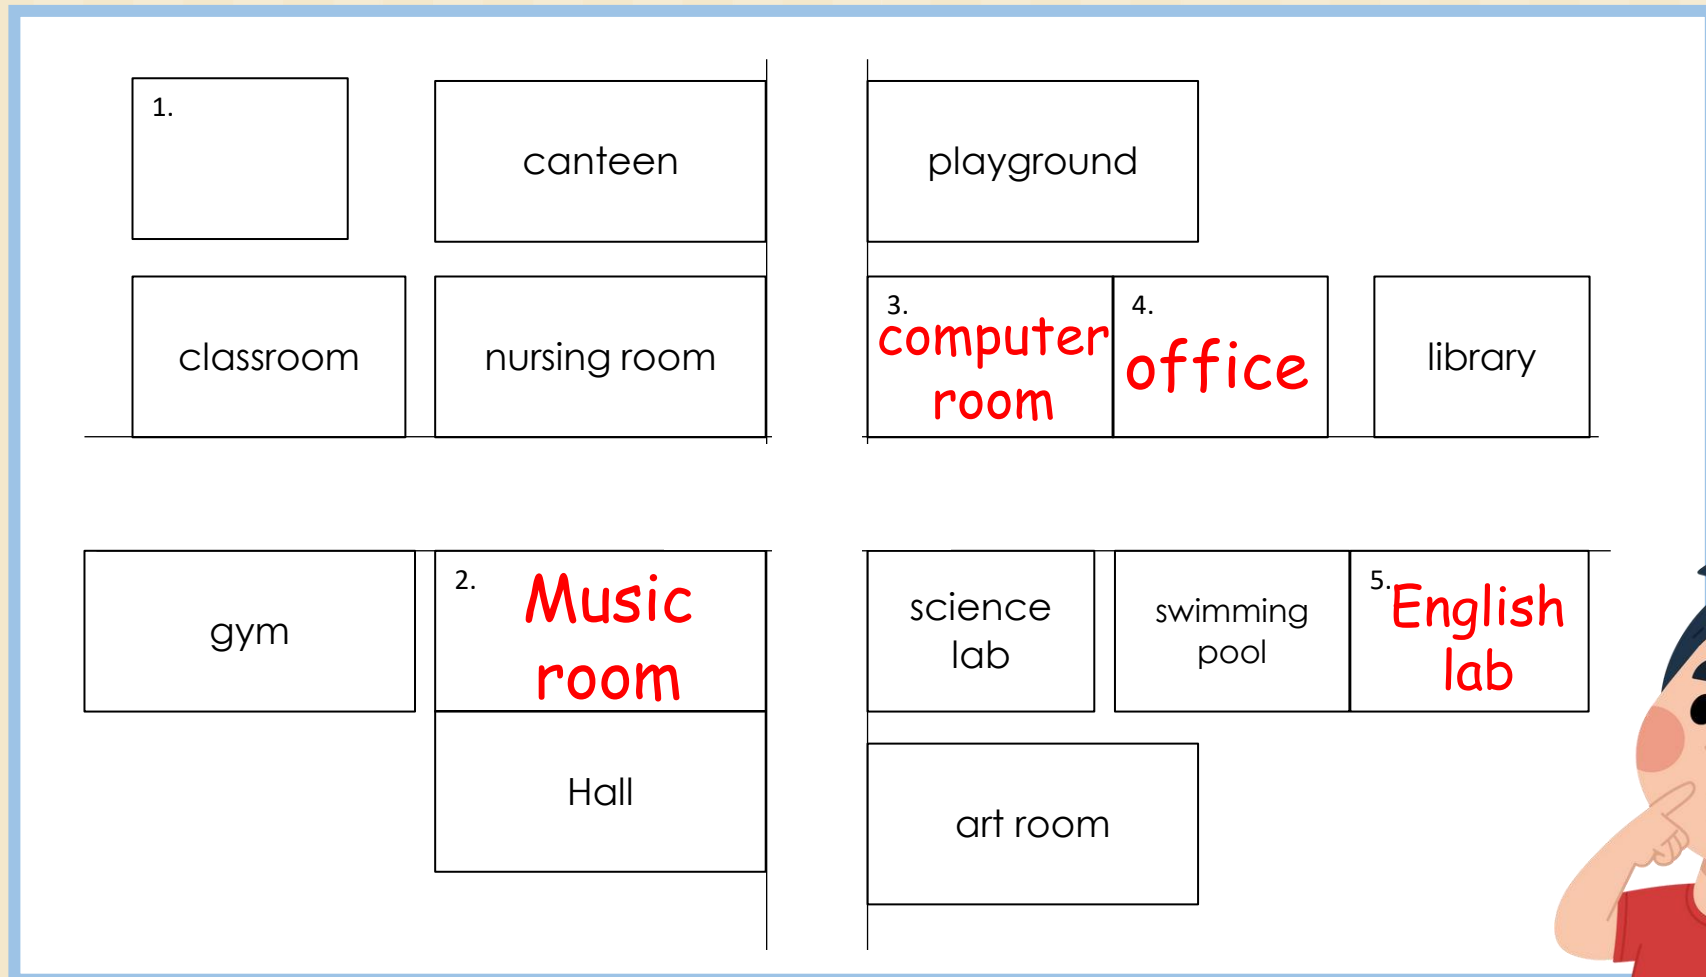 1.
canteen
playground
classroom
nursing room
3.
computer
room
4.
office
library
gym
2.
Music
room
science
lab
swimming
pool
5.
English
lab
Hall
art room